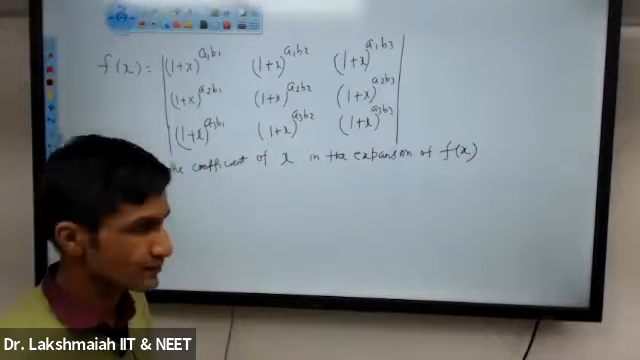 f(x) = | (1+x)^{a₁b₁} (1+x)^{a₁b₂} (1+x)^{a₁b₃} |
| (1+x)^{a₂b₁} (1+x)^{a₂b₂} (1+x)^{a₂b₃} |
| (1+x)^{a₃b₁} (1+x)^{a₃b₂} (1+x)^{a₃b₃} |
the coefficient of x in the expansion of f(x)
Dr. Lakshmaiah IIT & NEET